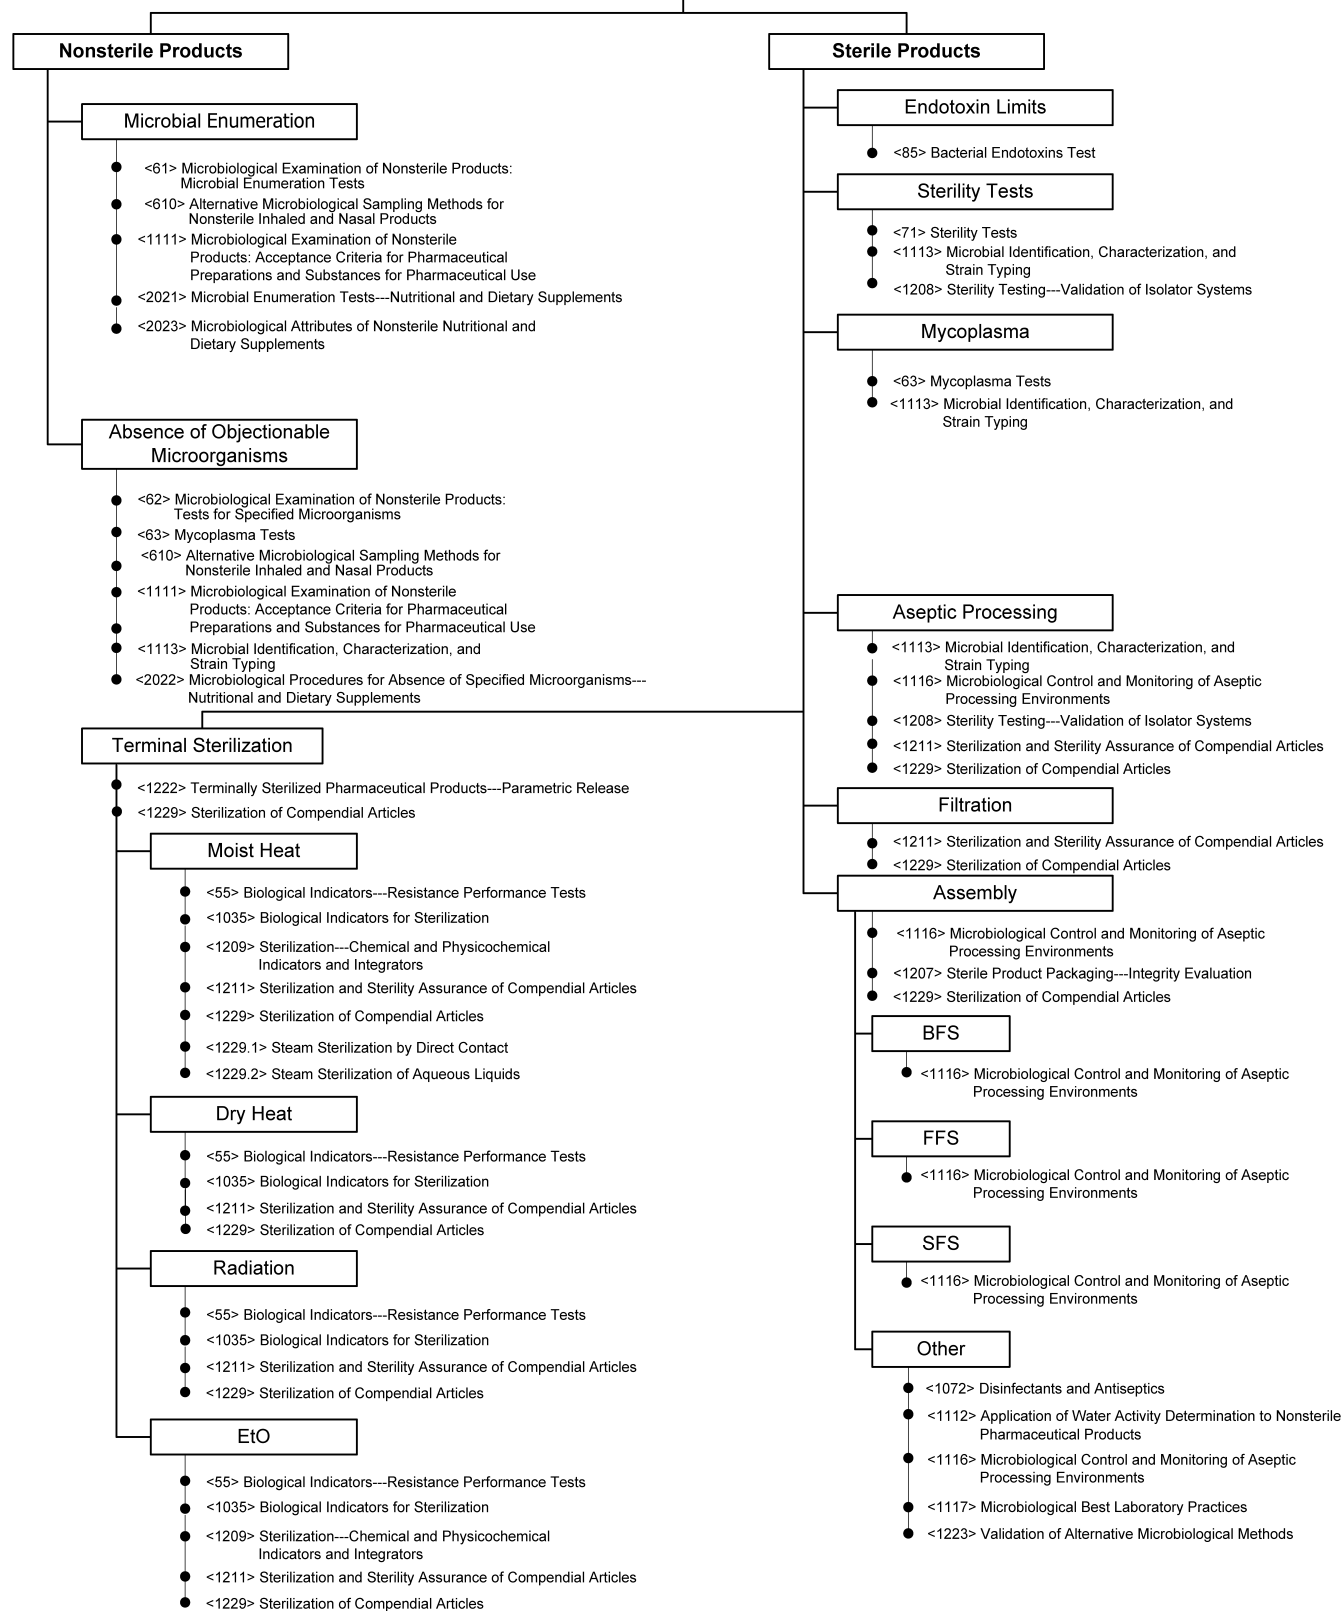 Nonsterile Products
Microbial Enumeration
<61> Microbiological Examination of Nonsterile Products:
Microbial Enumeration Tests
<610> Alternative Microbiological Sampling Methods for
Nonsterile Inhaled and Nasal Products
<1111> Microbiological Examination of Nonsterile
Products: Acceptance Criteria for Pharmaceutical
Preparations and Substances for Pharmaceutical Use
<2021> Microbial Enumeration Tests---Nutritional and Dietary Supplements
<2023> Microbiological Attributes of Nonsterile Nutritional and
Dietary Supplements
Absence of Objectionable
Microorganisms
<62> Microbiological Examination of Nonsterile Products:
Tests for Specified Microorganisms
<63> Mycoplasma Tests
<610> Alternative Microbiological Sampling Methods for
Nonsterile Inhaled and Nasal Products
<1111> Microbiological Examination of Nonsterile
Products: Acceptance Criteria for Pharmaceutical
Preparations and Substances for Pharmaceutical Use
<1113> Microbial Identification, Characterization, and
Strain Typing
<2022> Microbiological Procedures for Absence of Specified Microorganisms---
Nutritional and Dietary Supplements
Sterile Products
Endotoxin Limits
<85> Bacterial Endotoxins Test
Sterility Tests
<71> Sterility Tests
<1113> Microbial Identification, Characterization, and
Strain Typing
<1208> Sterility Testing---Validation of Isolator Systems
Mycoplasma
<63> Mycoplasma Tests
<1113> Microbial Identification, Characterization, and
Strain Typing
Aseptic Processing
<1113> Microbial Identification, Characterization, and
Strain Typing
<1116> Microbiological Control and Monitoring of Aseptic
Processing Environments
<1208> Sterility Testing---Validation of Isolator Systems
<1211> Sterilization and Sterility Assurance of Compendial Articles
<1229> Sterilization of Compendial Articles
Filtration
<1211> Sterilization and Sterility Assurance of Compendial Articles
<1229> Sterilization of Compendial Articles
Assembly
<1116> Microbiological Control and Monitoring of Aseptic
Processing Environments
<1207> Sterile Product Packaging---Integrity Evaluation
<1229> Sterilization of Compendial Articles
BFS
<1116> Microbiological Control and Monitoring of Aseptic
Processing Environments
FFS
<1116> Microbiological Control and Monitoring of Aseptic
Processing Environments
SFS
<1116> Microbiological Control and Monitoring of Aseptic
Processing Environments
Other
<1072> Disinfectants and Antiseptics
<1112> Application of Water Activity Determination to Nonsterile
Pharmaceutical Products
<1116> Microbiological Control and Monitoring of Aseptic
Processing Environments
<1117> Microbiological Best Laboratory Practices
<1223> Validation of Alternative Microbiological Methods
Terminal Sterilization
<1222> Terminally Sterilized Pharmaceutical Products---Parametric Release
<1229> Sterilization of Compendial Articles
Moist Heat
<55> Biological Indicators---Resistance Performance Tests
<1035> Biological Indicators for Sterilization
<1209> Sterilization---Chemical and Physicochemical
Indicators and Integrators
<1211> Sterilization and Sterility Assurance of Compendial Articles
<1229> Sterilization of Compendial Articles
<1229.1> Steam Sterilization by Direct Contact
<1229.2> Steam Sterilization of Aqueous Liquids
Dry Heat
<55> Biological Indicators---Resistance Performance Tests
<1035> Biological Indicators for Sterilization
<1211> Sterilization and Sterility Assurance of Compendial Articles
<1229> Sterilization of Compendial Articles
Radiation
<55> Biological Indicators---Resistance Performance Tests
<1035> Biological Indicators for Sterilization
<1211> Sterilization and Sterility Assurance of Compendial Articles
<1229> Sterilization of Compendial Articles
EtO
<55> Biological Indicators---Resistance Performance Tests
<1035> Biological Indicators for Sterilization
<1209> Sterilization---Chemical and Physicochemical
Indicators and Integrators
<1211> Sterilization and Sterility Assurance of Compendial Articles
<1229> Sterilization of Compendial Articles